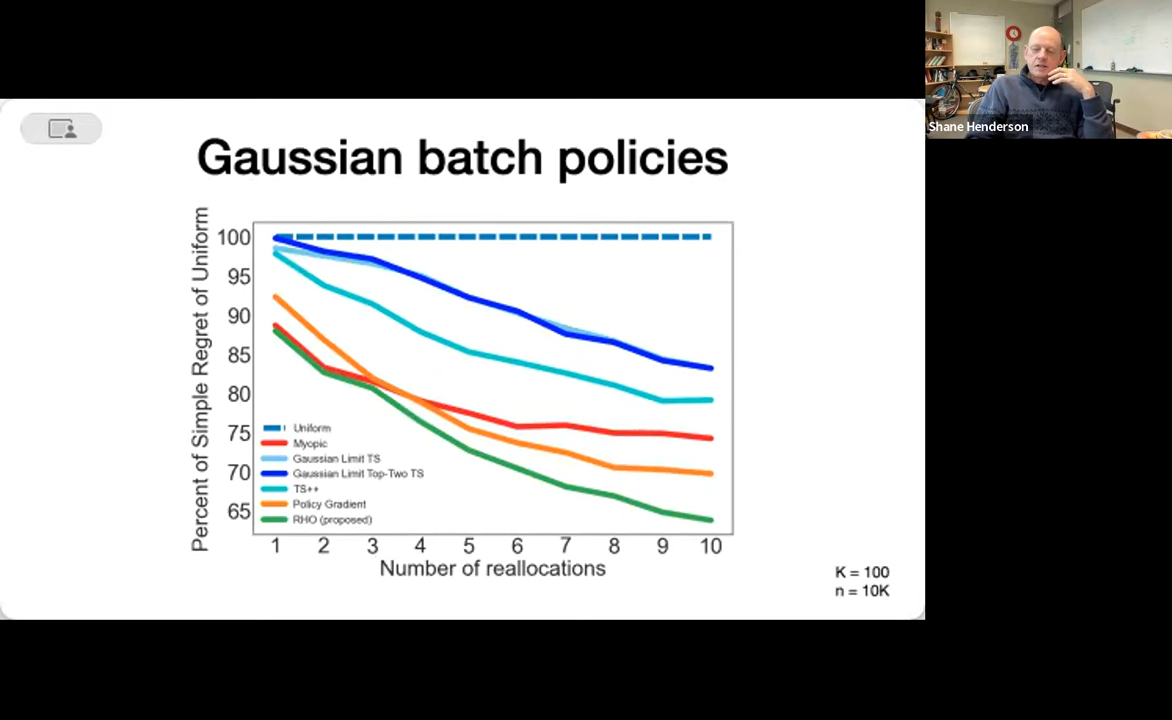 Shane Henderson
Gaussian batch policies
Percent of Simple Regret of Uniform
100
95
90
85
80
75
70
65
Uniform
Myopic
Gaussian Limit TS
Gaussian Limit Top-Two TS
TS++
Policy Gradient
RHO (proposed)
1 2 3 4 5 6 7 8 9 10
Number of reallocations
K = 100
n = 10K